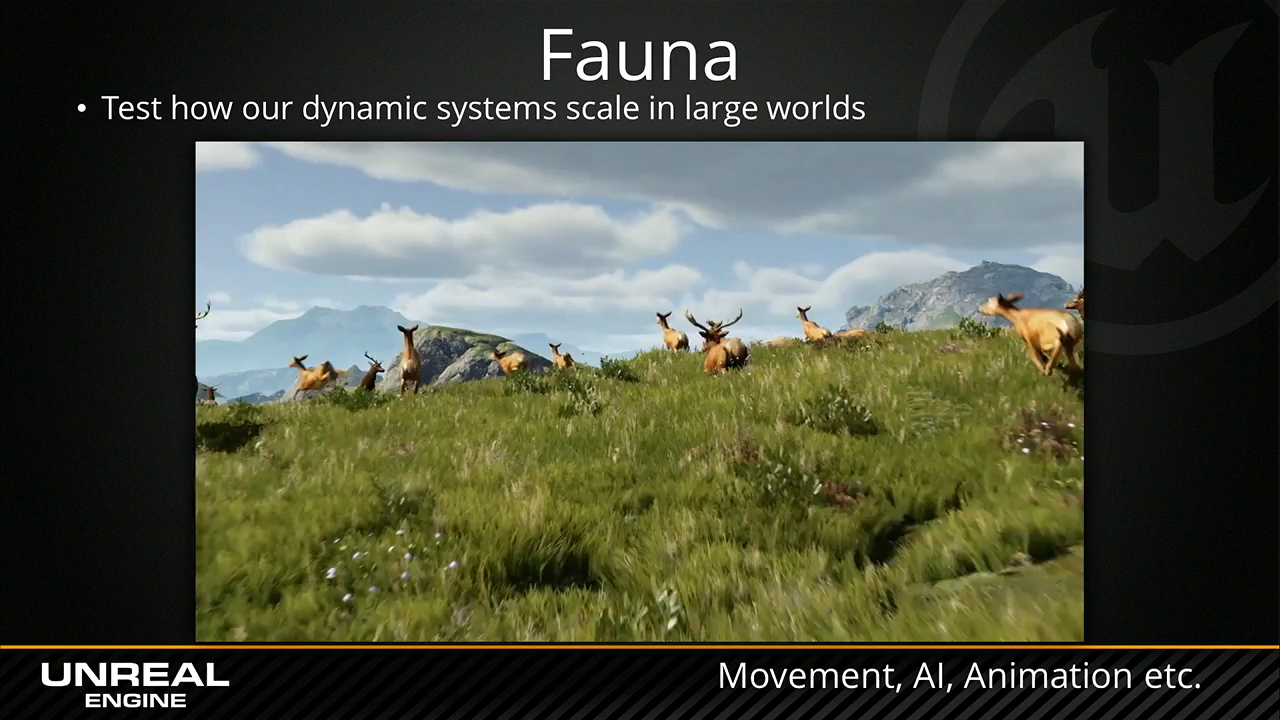 Fauna
• Test how our dynamic systems scale in large worlds
UNREAL
ENGINE
Movement, AI, Animation etc.